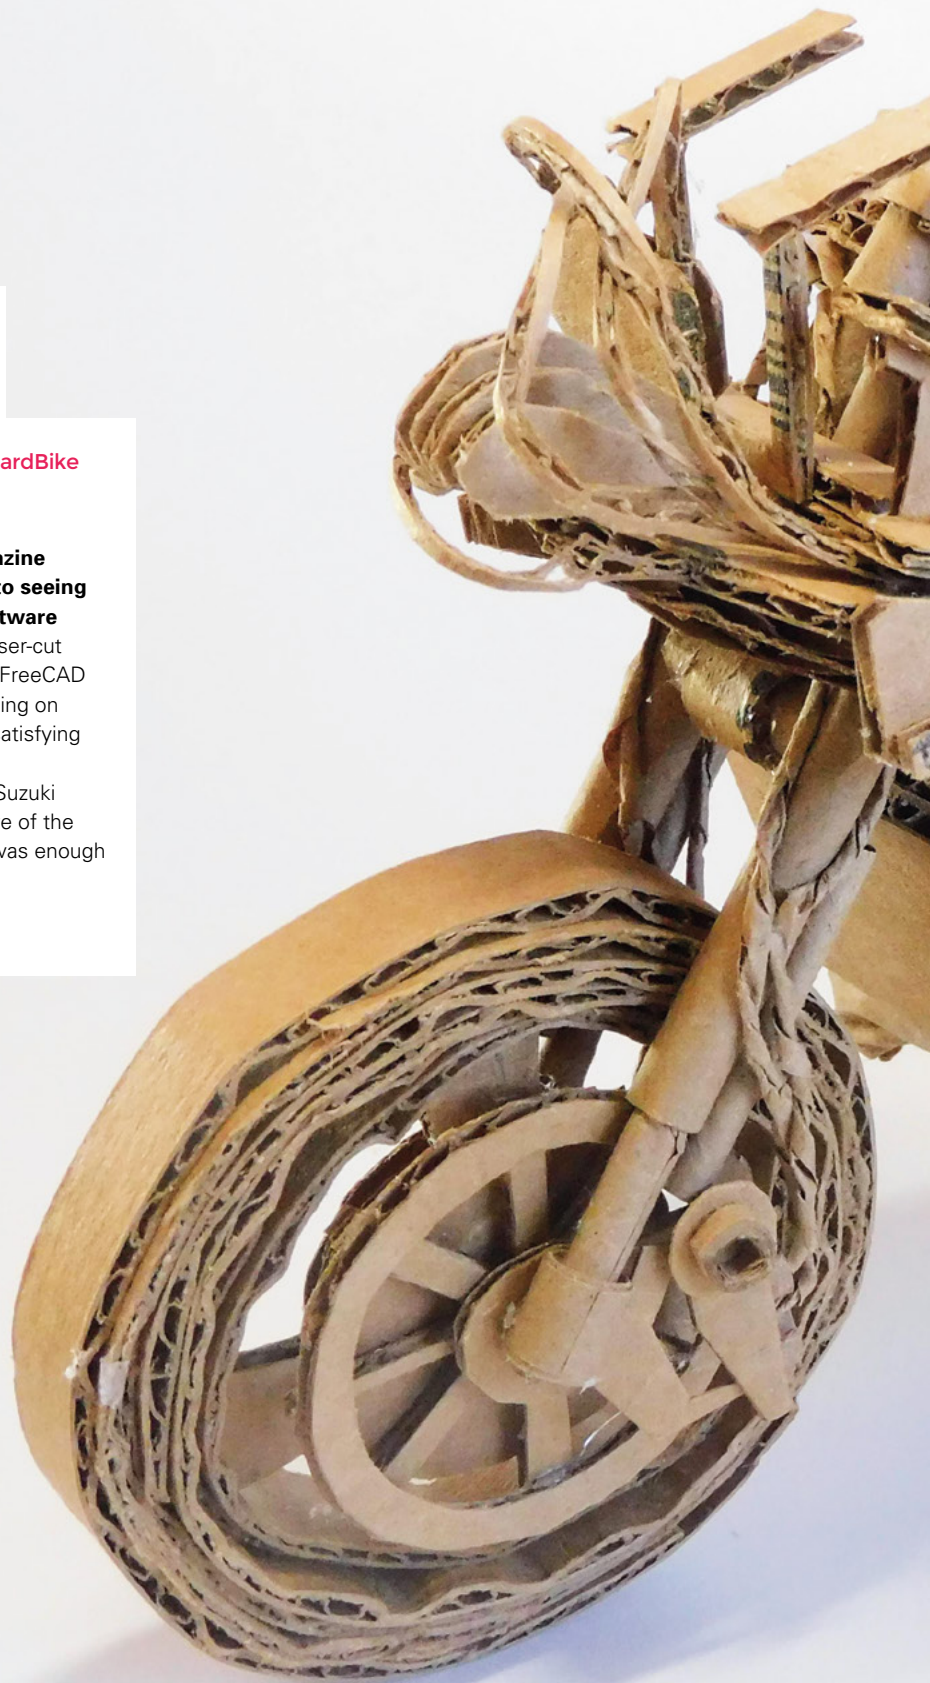 ardBike
zine
to seeing
tware
ser-cut
FreeCAD
ing on
atisfying
Suzuki
e of the
was enough